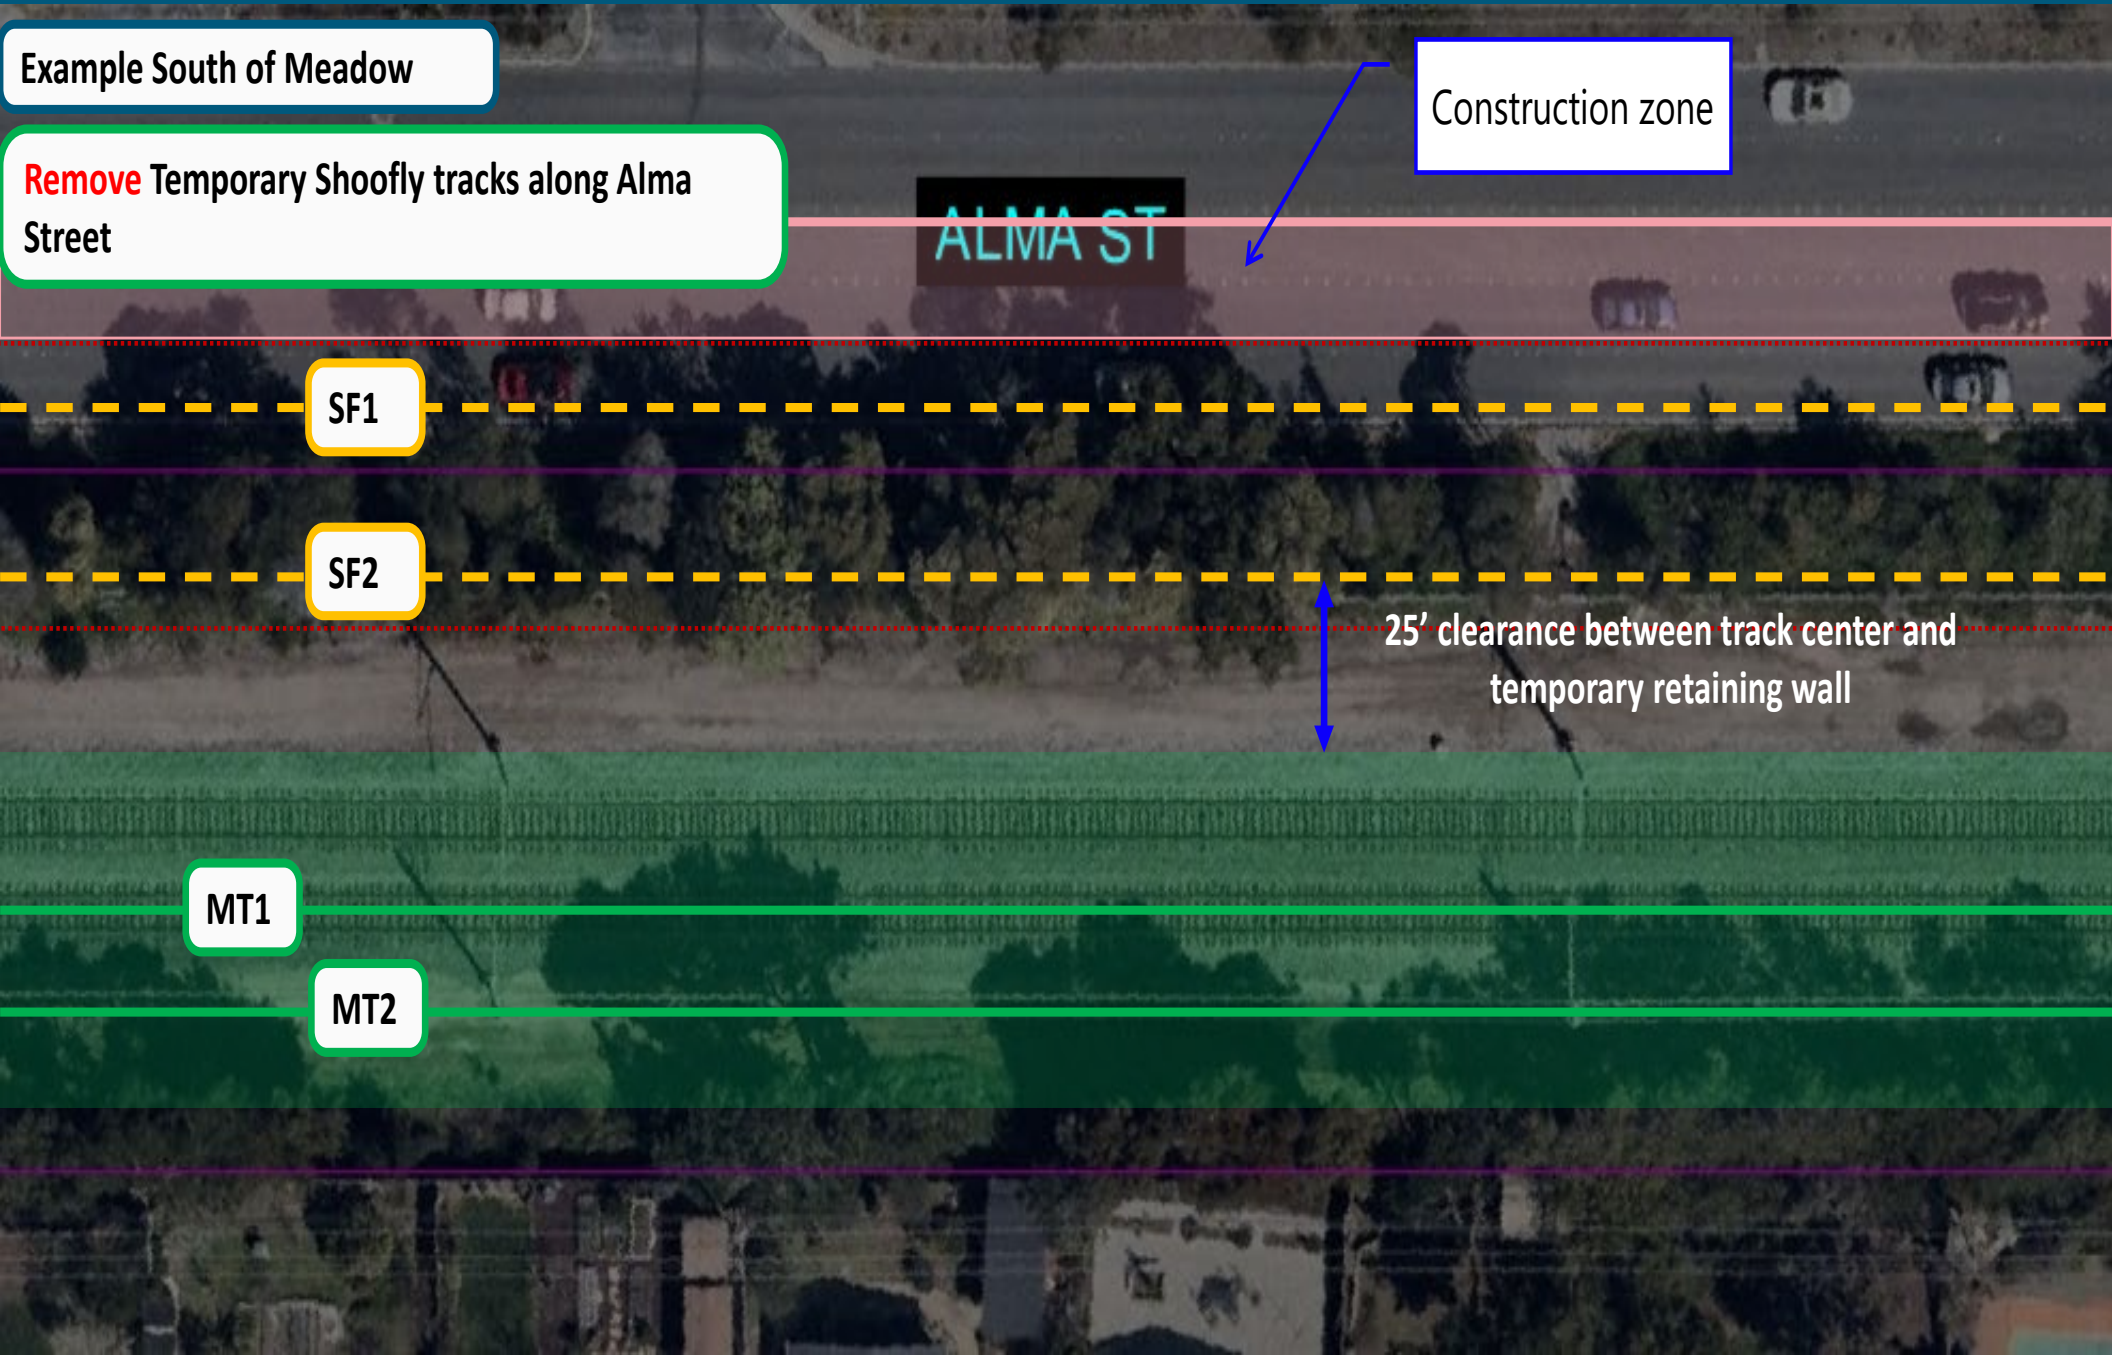 Example South of Meadow
Construction zone
Remove Temporary Shoofly tracks along Alma
Street
ALMA ST
SF1
SF2
25’ clearance between track center and
temporary retaining wall
MT1
MT2